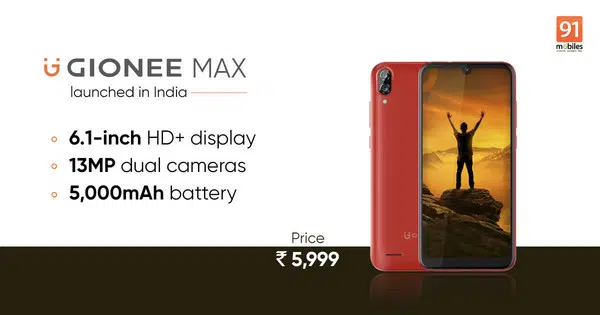 GIONEE MAX
launched in India
6.1-inch HD+ display
13MP dual cameras
5,000mAh battery
Price
₹ 5,999
91
mobiles